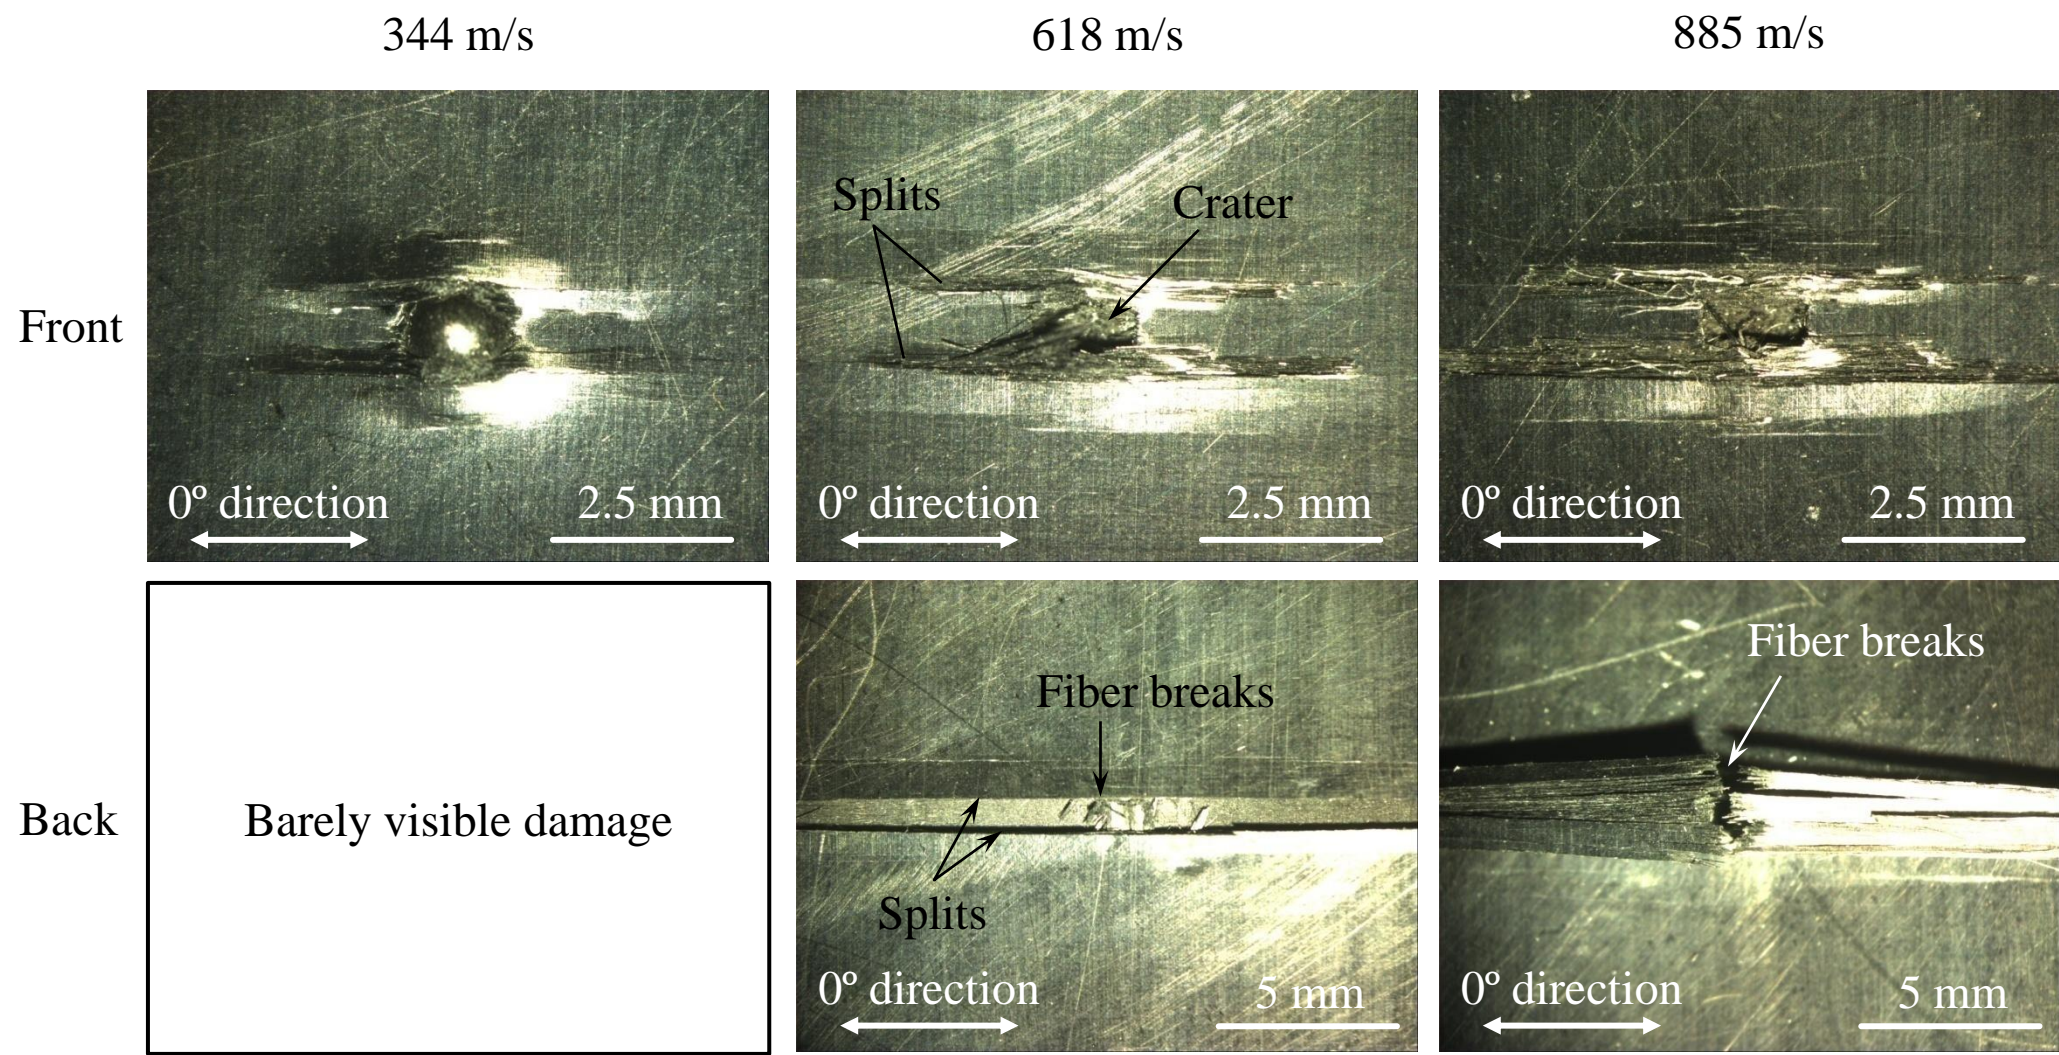 344 m/s
618 m/s
885 m/s
Front
Splits
Crater
0º direction
2.5 mm
0º direction
2.5 mm
0º direction
2.5 mm
Back
Barely visible damage
Fiber breaks
Splits
0º direction
5 mm
Fiber breaks
0º direction
5 mm